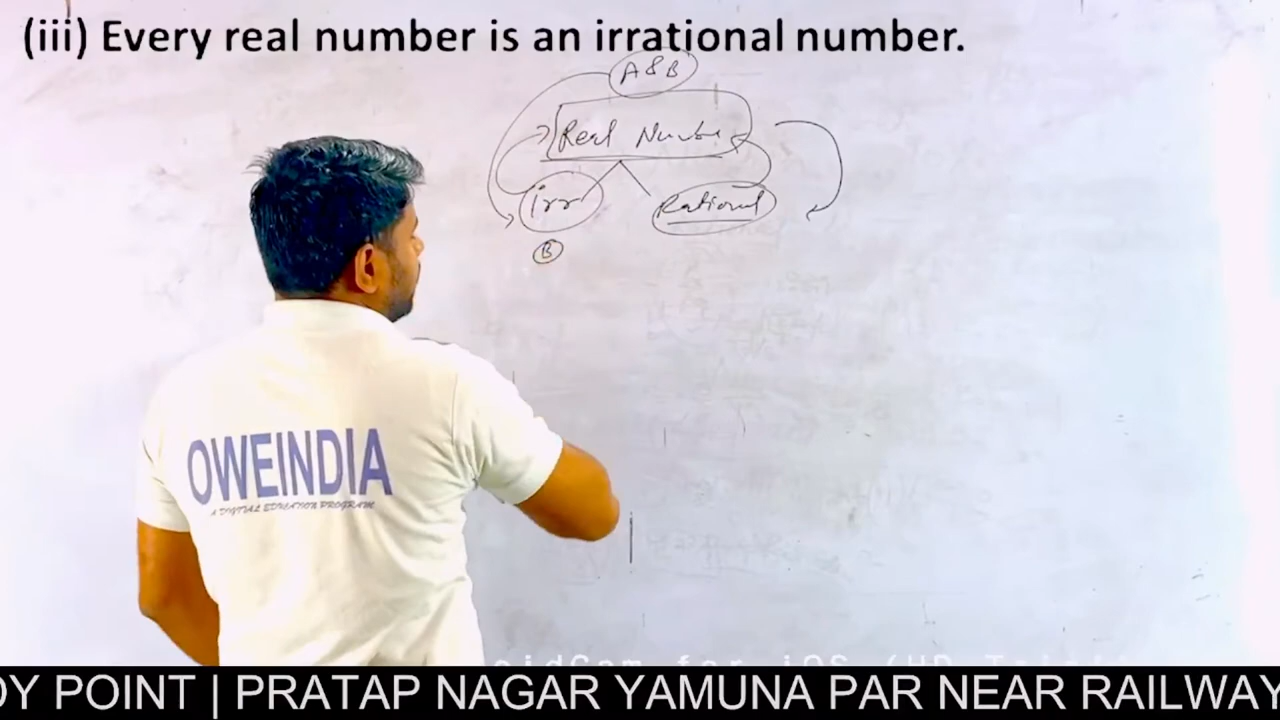 (iii) Every real number is an irrational number.
A & B
Real Number
irr Rational
B
OWEINDIA
A DIGITAL EDUCATION PROGRAM
DY POINT | PRATAP NAGAR YAMUNA PAR NEAR RAILWAY